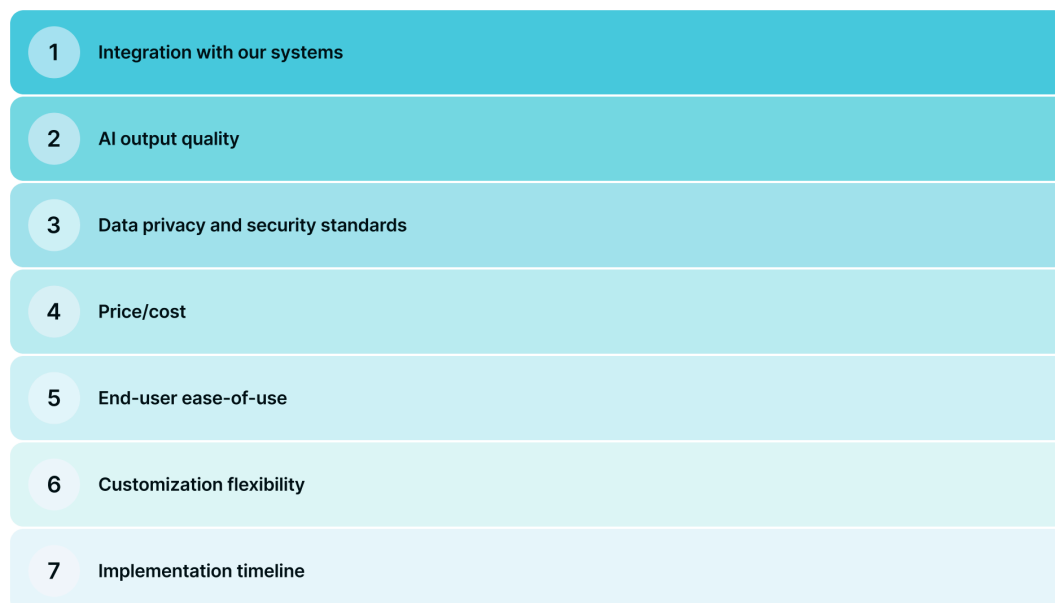 1 Integration with our systems
2 AI output quality
3 Data privacy and security standards
4 Price/cost
5 End-user ease-of-use
6 Customization flexibility
7 Implementation timeline